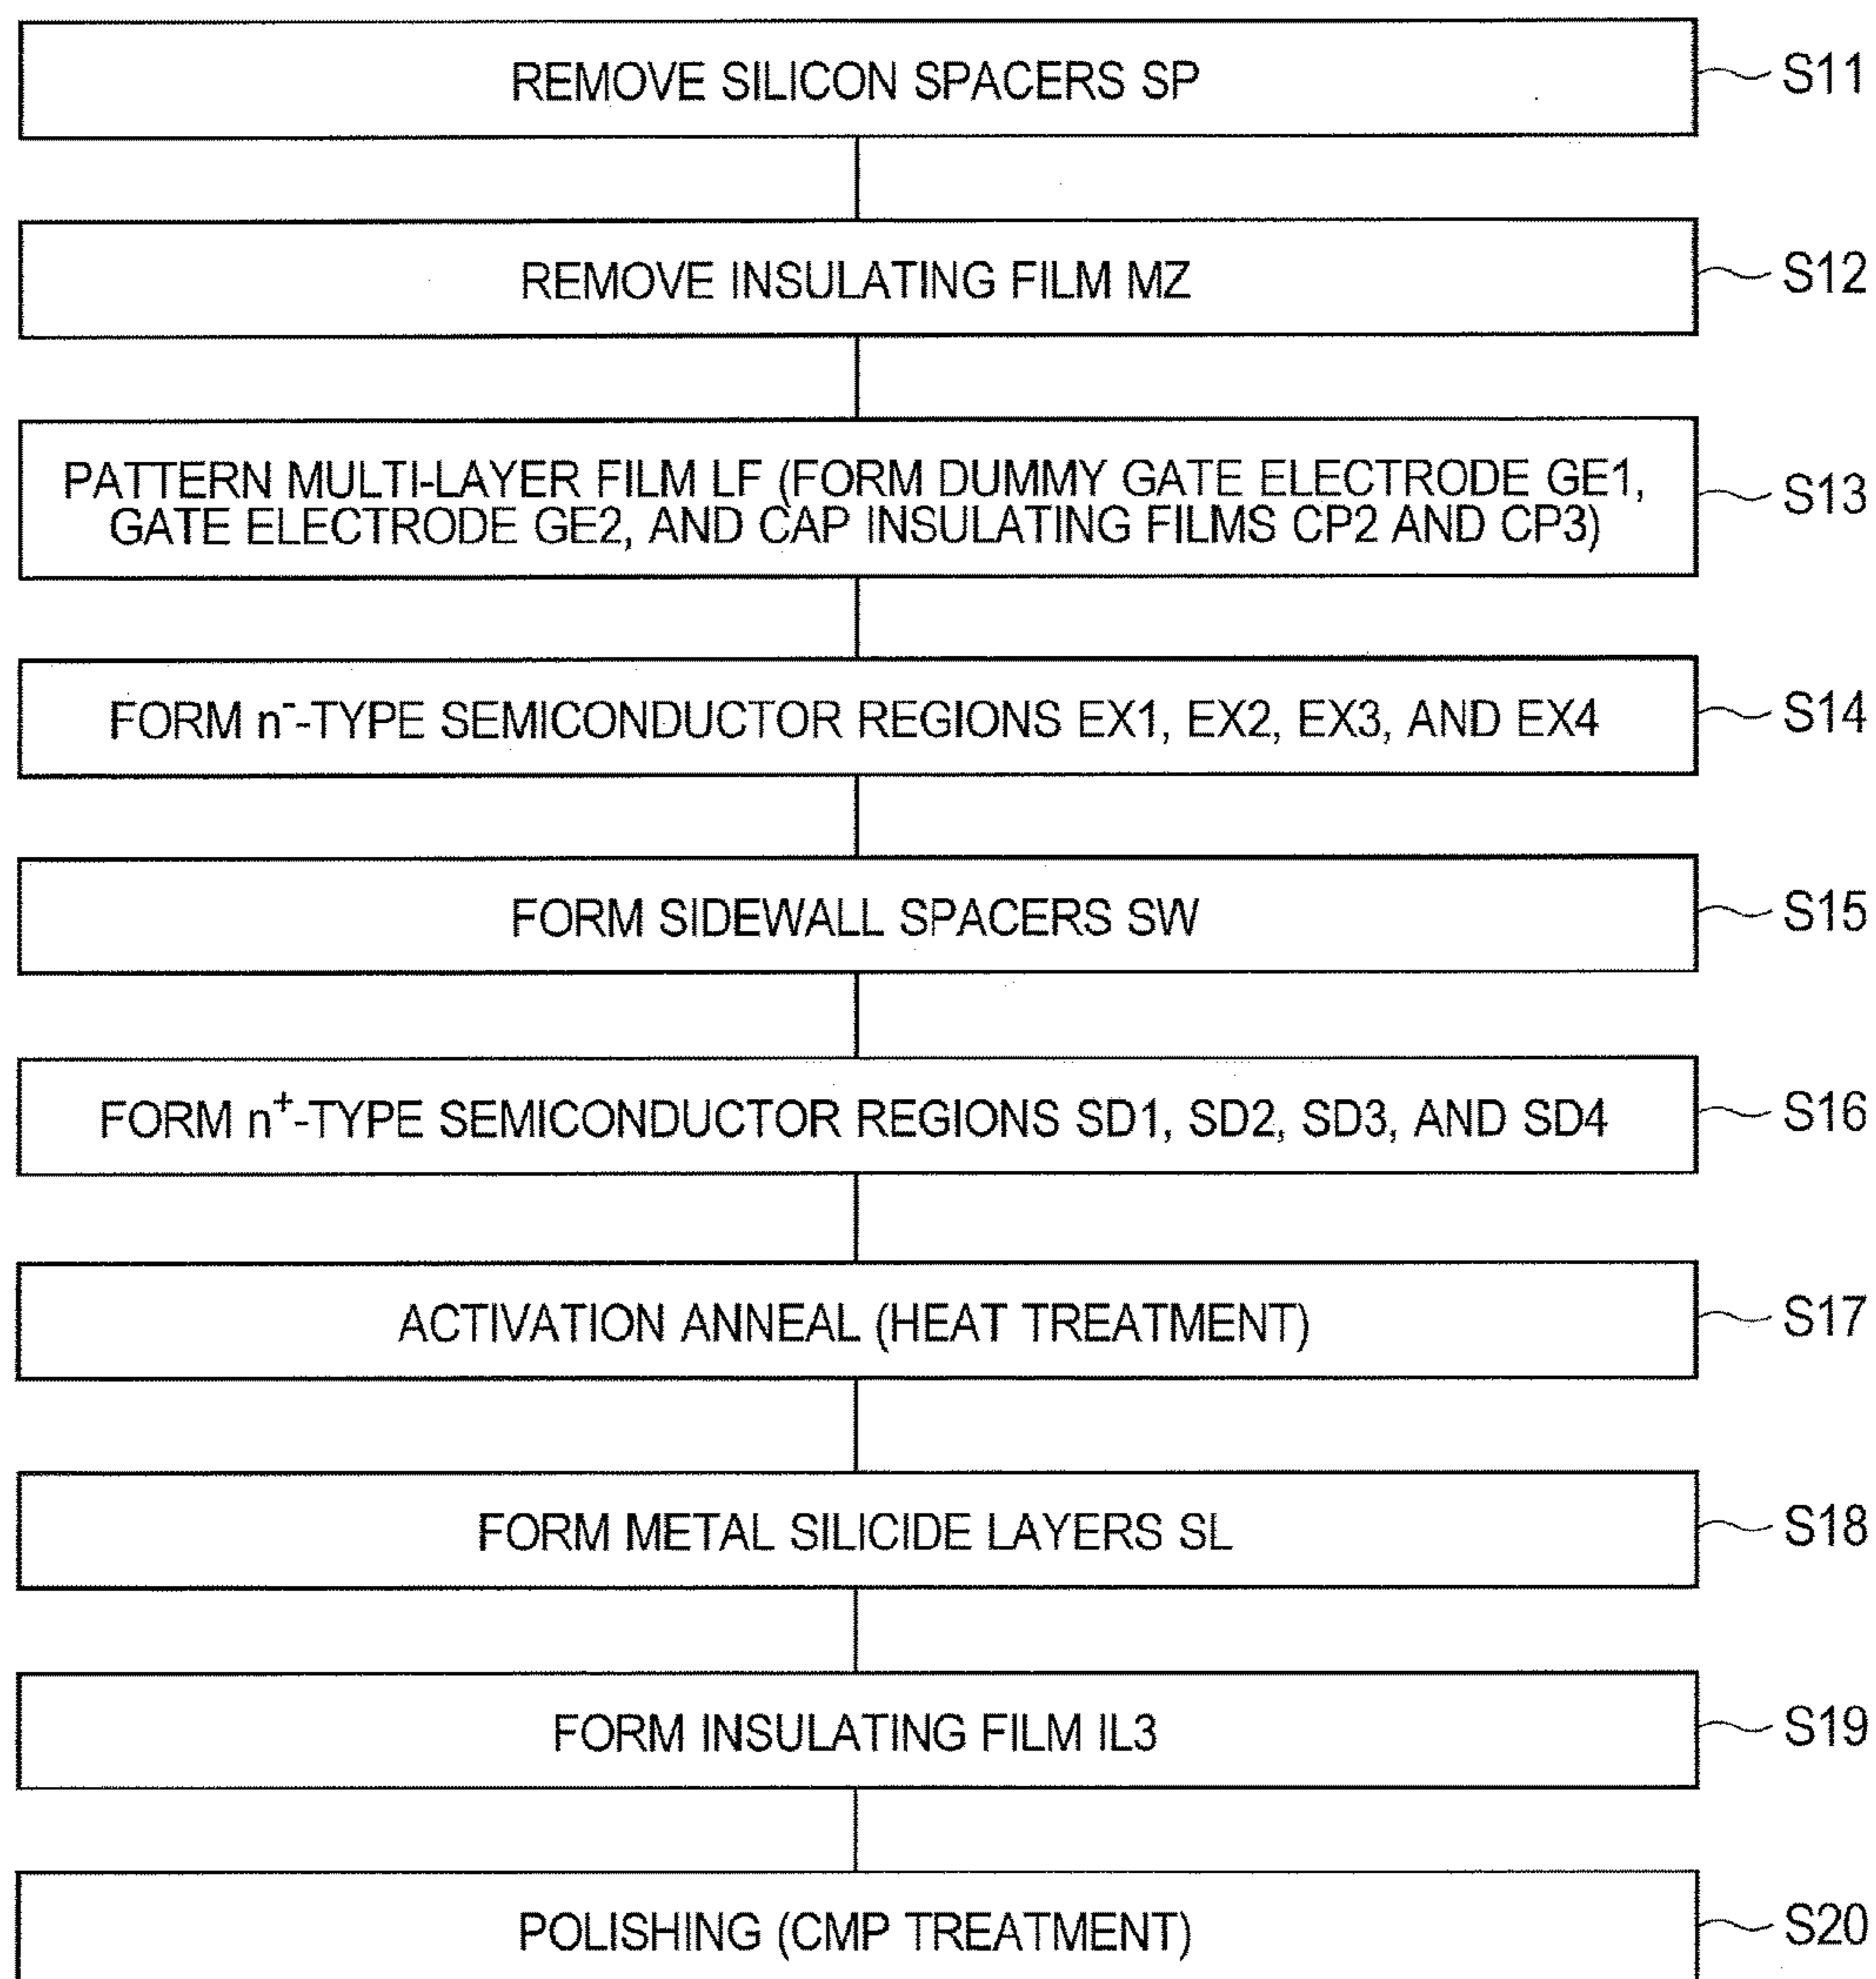 REMOVE SILICON SPACERS SP
S11
REMOVE INSULATING FILM MZ
S12
PATTERN MULTI-LAYER FILM LF (FORM DUMMY GATE ELECTRODE GE1,
GATE ELECTRODE GE2, AND CAP INSULATING FILMS CP2 AND CP3)
S13
FORM n⁻-TYPE SEMICONDUCTOR REGIONS EX1, EX2, EX3, AND EX4
S14
FORM SIDEWALL SPACERS SW
S15
FORM n⁺-TYPE SEMICONDUCTOR REGIONS SD1, SD2, SD3, AND SD4
S16
ACTIVATION ANNEAL (HEAT TREATMENT)
S17
FORM METAL SILICIDE LAYERS SL
S18
FORM INSULATING FILM IL3
S19
POLISHING (CMP TREATMENT)
S20